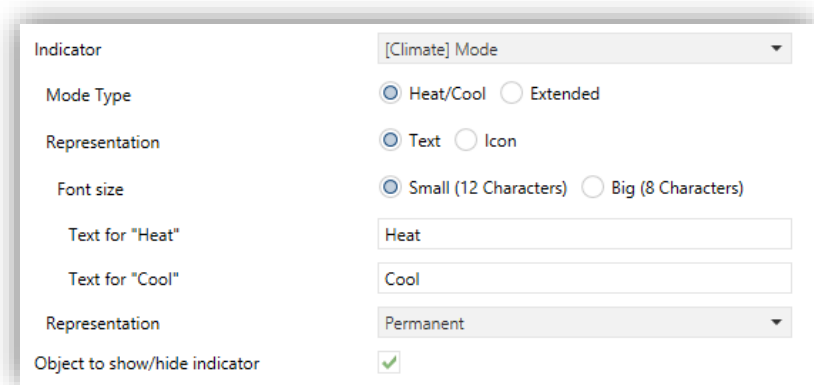 Indicator [Climate] Mode
Mode Type Heat/Cool Extended
Representation Text Icon
Font size Small (12 Characters) Big (8 Characters)
Text for "Heat" Heat
Text for "Cool" Cool
Representation Permanent
Object to show/hide indicator